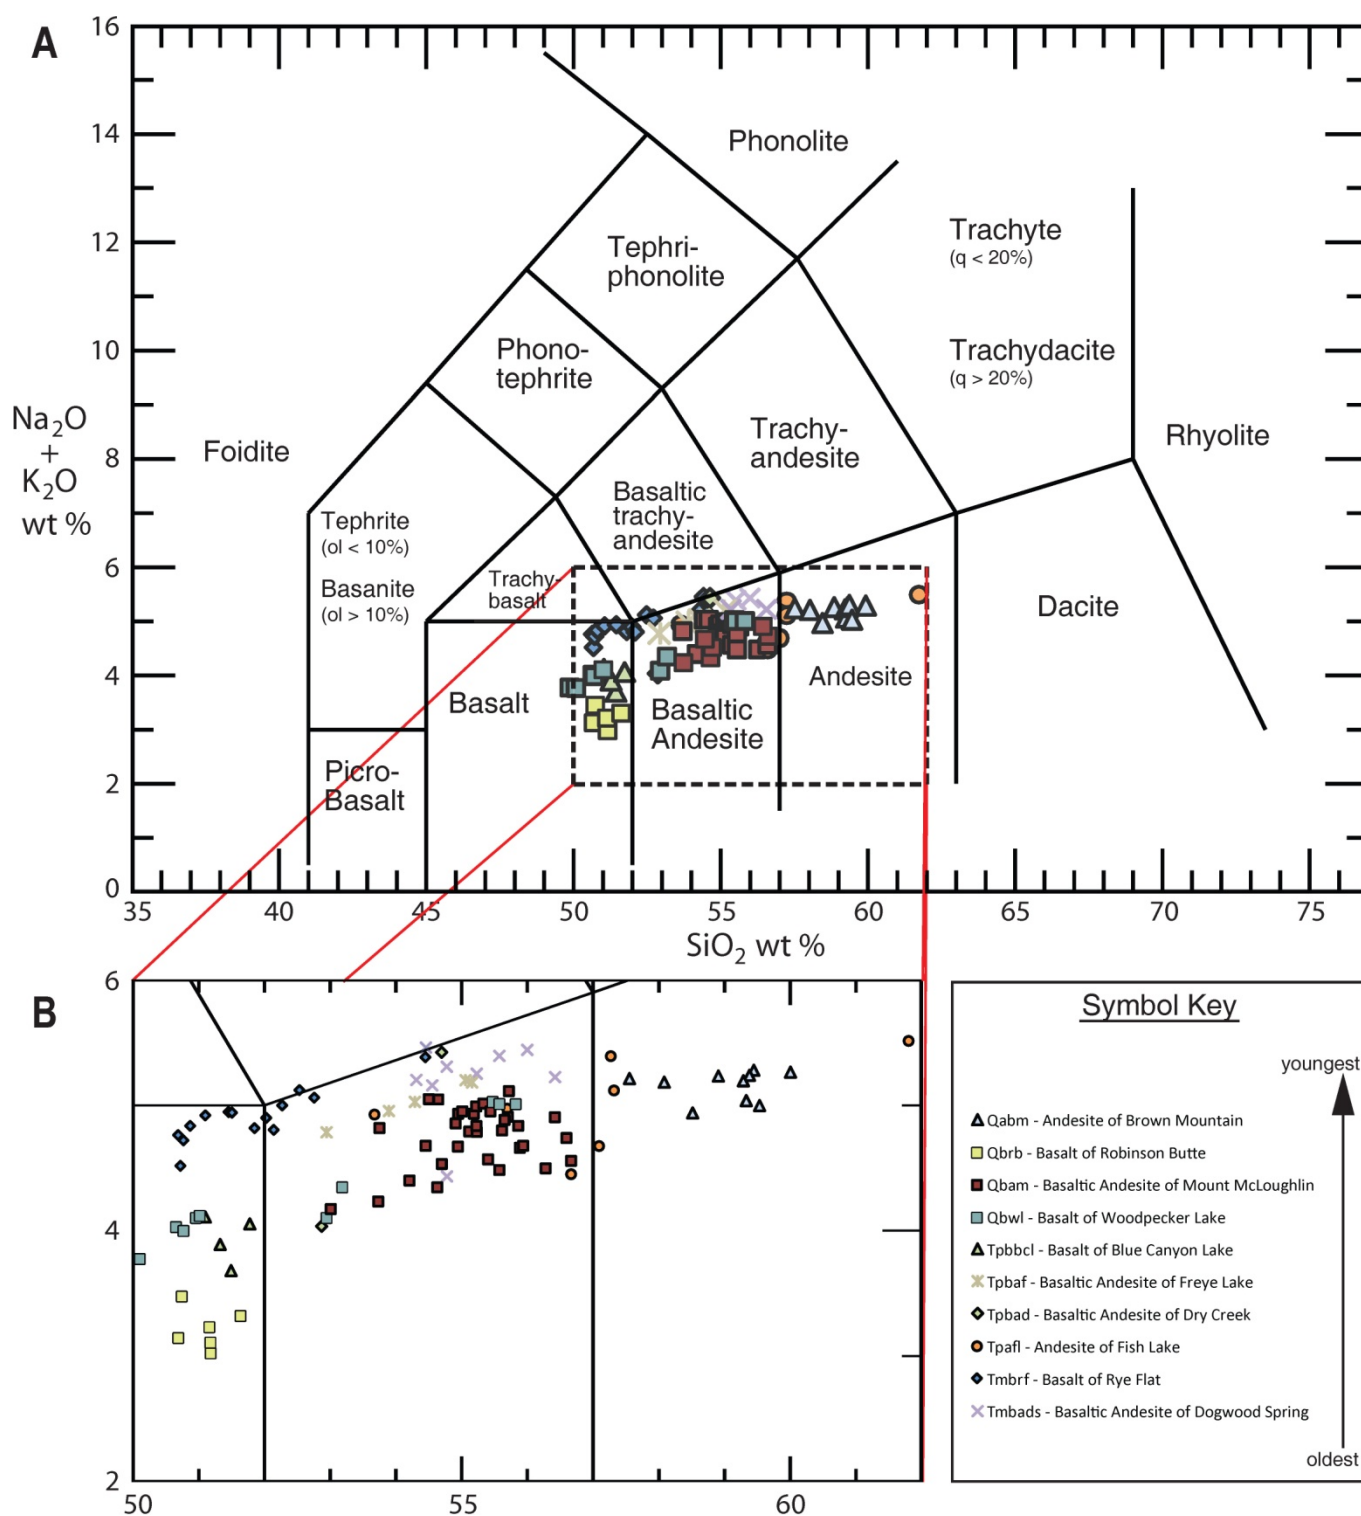 A
16
14
12
10
8
6
4
2
0
Na₂O
+
K₂O
wt %
Phonolite
Tephri-
phonolite
Trachyte
(q < 20%)
Phono-
tephrite
Trachydacite
(q > 20%)
Foidite
Trachy-
andesite
Rhyolite
Basaltic
trachy-
andesite
Tephrite
(ol < 10%)
Basanite
(ol > 10%)
Trachy-
basalt
Dacite
Andesite
Basalt
Basaltic
Andesite
Picro-
Basalt
35 40 45 50 55 60 65 70 75
SiO₂ wt %
B
6
4
2
50 55 60
Symbol Key
youngest
Qabm - Andesite of Brown Mountain
Qbrb - Basalt of Robinson Butte
Qbam - Basaltic Andesite of Mount McLoughlin
Qbwl - Basalt of Woodpecker Lake
Tpbbcl - Basalt of Blue Canyon Lake
Tpbaf - Basaltic Andesite of Freye Lake
Tpbad - Basaltic Andesite of Dry Creek
Tpafl - Andesite of Fish Lake
Tmbrf - Basalt of Rye Flat
Tmbads - Basaltic Andesite of Dogwood Spring
oldest